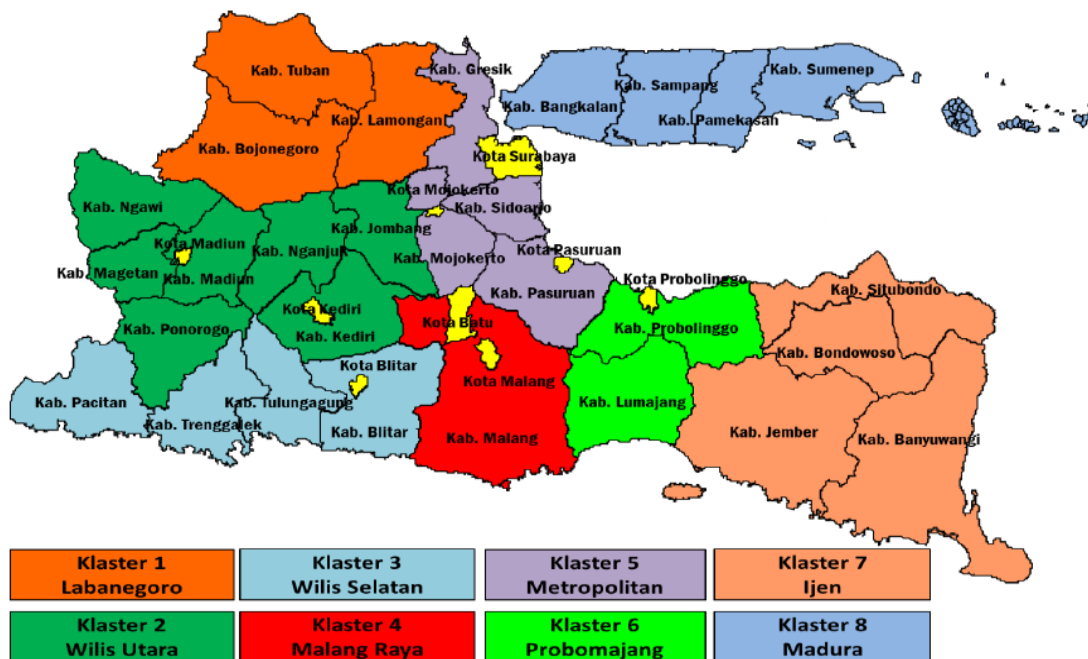 Kab. Tuban
Kab. Gresik
Kab. Lamongan
Kab. Bojonegoro
Kab. Bangkalan
Kab. Sampang
Kab. Pamekasan
Kab. Sumenep
Kota Surabaya
Kota Mojokerto
Kab. Sidoarjo
Kab. Ngawi
Kota Madiun
Kab. Magetan
Kab. Madiun
Kab. Nganjuk
Kab. Jombang
Kab. Mojokerto
Kota Pasuruan
Kab. Pasuruan
Kota Probolinggo
Kab. Probolinggo
Kab. Situbondo
Kab. Bondowoso
Kab. Ponorogo
Kota Kediri
Kab. Kediri
Kota Batu
Kota Blitar
Kota Malang
Kab. Pacitan
Kab. Trenggalek
Kab. Tulungagung
Kab. Blitar
Kab. Malang
Kab. Lumajang
Kab. Jember
Kab. Banyuwangi
Klaster 1
Labanegoro
Klaster 3
Wilis Selatan
Klaster 5
Metropolitan
Klaster 7
Ijen
Klaster 2
Wilis Utara
Klaster 4
Malang Raya
Klaster 6
Probomajang
Klaster 8
Madura